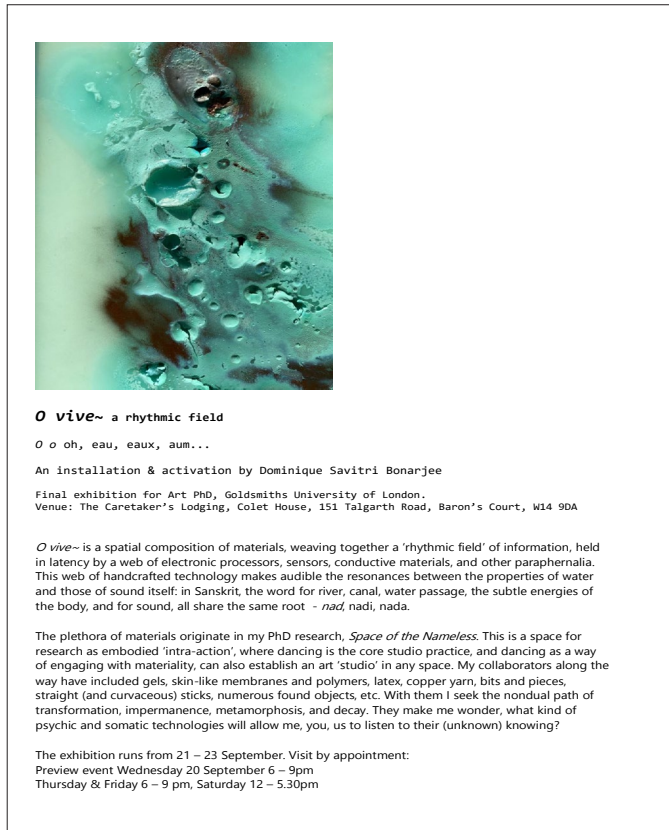 O vive~ a rhythmic field
O o oh, eau, eaux, aum...
An installation & activation by Dominique Savitri Bonarjee
Final exhibition for Art PhD, Goldsmiths University of London.
Venue: The Caretaker's Lodging, Colet House, 151 Talgarth Road, Baron's Court, W14 9DA
O vive~ is a spatial composition of materials, weaving together a 'rhythmic field' of information, held
in latency by a web of electronic processors, sensors, conductive materials, and other paraphernalia.
This web of handcrafted technology makes audible the resonances between the properties of water
and those of sound itself: in Sanskrit, the word for river, canal, water passage, the subtle energies of
the body, and for sound, all share the same root - nad, nadi, nada.
The plethora of materials originate in my PhD research, Space of the Nameless. This is a space for
research as embodied 'intra-action', where dancing is the core studio practice, and dancing as a way
of engaging with materiality, can also establish an art 'studio' in any space. My collaborators along the
way have included gels, skin-like membranes and polymers, latex, copper yarn, bits and pieces,
straight (and curvaceous) sticks, numerous found objects, etc. With them I seek the nondual path of
transformation, impermanence, metamorphosis, and decay. They make me wonder, what kind of
psychic and somatic technologies will allow me, you, us to listen to their (unknown) knowing?
The exhibition runs from 21 – 23 September. Visit by appointment:
Preview event Wednesday 20 September 6 – 9pm
Thursday & Friday 6 – 9 pm, Saturday 12 – 5.30pm